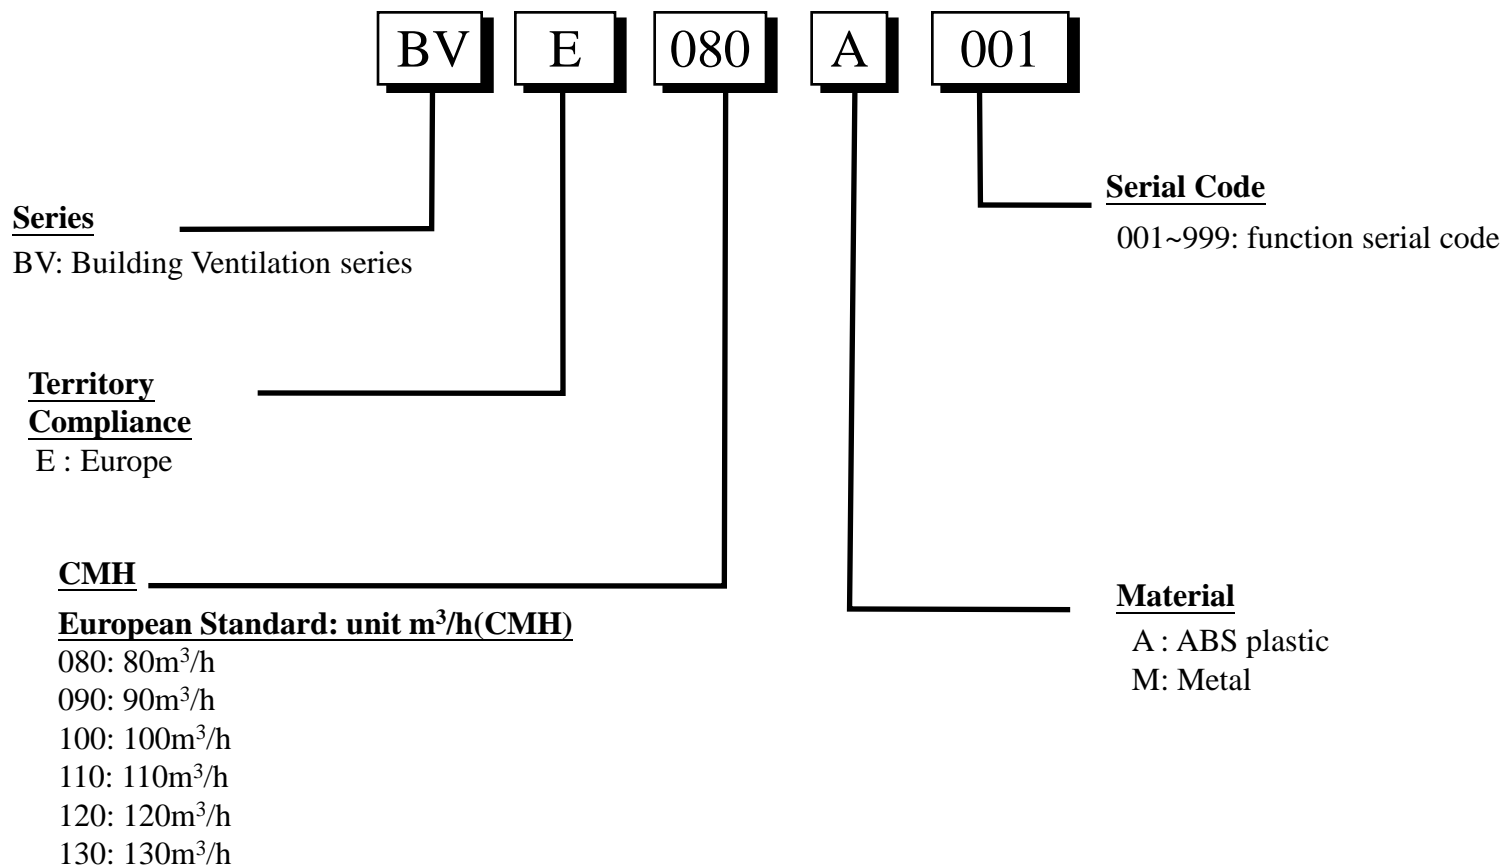 BV E 080 A 001
Serial Code
001~999: function serial code
Series
BV: Building Ventilation series
Territory
Compliance
E : Europe
CMH
European Standard: unit m³/h(CMH)
080: 80m³/h
090: 90m³/h
100: 100m³/h
110: 110m³/h
120: 120m³/h
130: 130m³/h
Material
A : ABS plastic
M: Metal